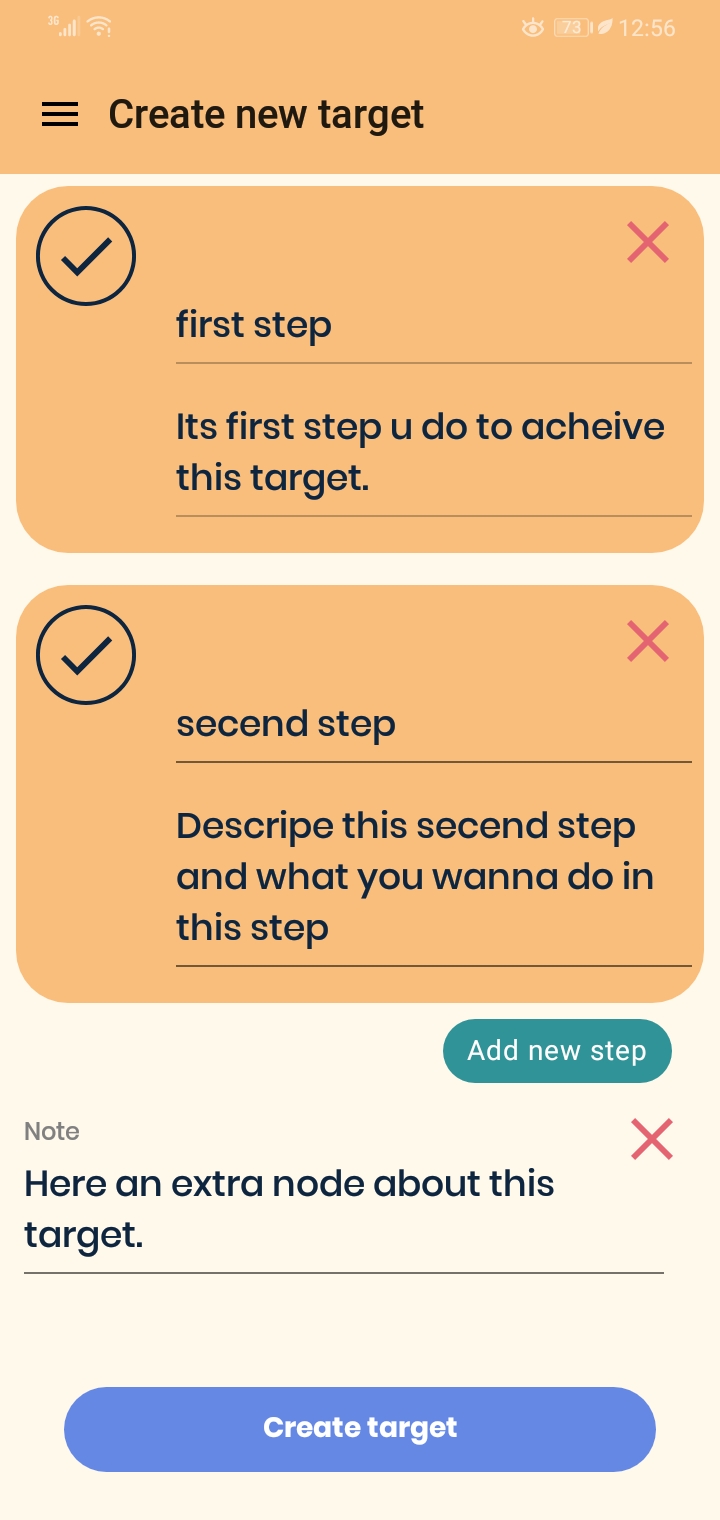 3G 73 12:56
Create new target
first step
Its first step u do to acheive
this target.
secend step
Descripe this secend step
and what you wanna do in
this step
Add new step
Note
Here an extra node about this
target.
Create target